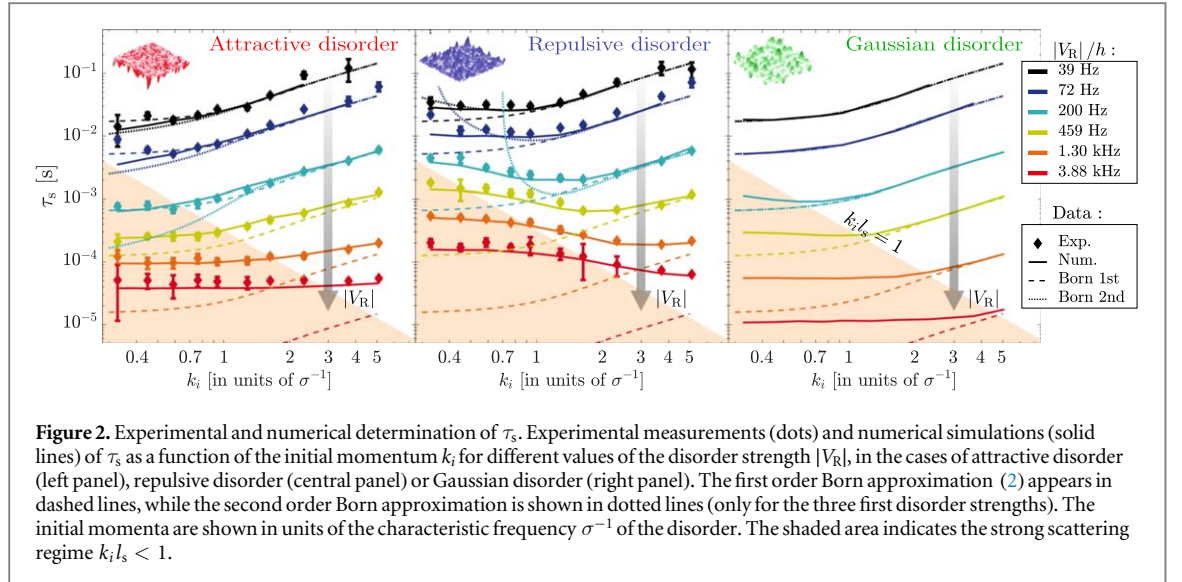 Attractive disorder
Repulsive disorder
Gaussian disorder
|V_R|/h :
39 Hz
72 Hz
200 Hz
459 Hz
1.30 kHz
3.88 kHz
Data :
Exp.
Num.
Born 1st
Born 2nd
τ_s [s]
10^{-1}
10^{-2}
10^{-3}
10^{-4}
10^{-5}
|V_R|
|V_R|
k_i l_s = 1
|V_R|
0.4 0.7 1 2 3 4 5
0.4 0.7 1 2 3 4 5
0.4 0.7 1 2 3 4 5
k_i [in units of σ^{-1}]
k_i [in units of σ^{-1}]
k_i [in units of σ^{-1}]
Figure 2. Experimental and numerical determination of τ_s. Experimental measurements (dots) and numerical simulations (solid
lines) of τ_s as a function of the initial momentum k_i for different values of the disorder strength |V_R|, in the cases of attractive disorder
(left panel), repulsive disorder (central panel) or Gaussian disorder (right panel). The first order Born approximation (2) appears in
dashed lines, while the second order Born approximation is shown in dotted lines (only for the three first disorder strengths). The
initial momenta are shown in units of the characteristic frequency σ^{-1} of the disorder. The shaded area indicates the strong scattering
regime k_i l_s < 1.